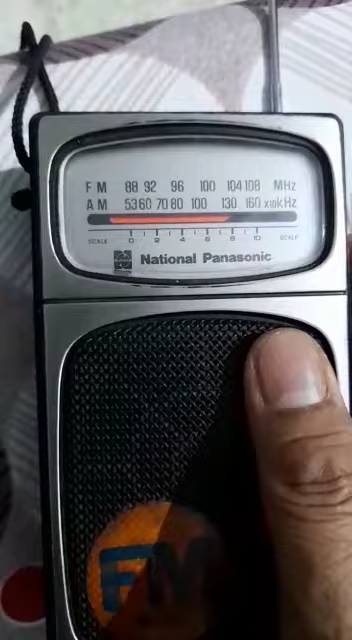 FM 88 92 96 100 104 108 MHz
AM 53 60 70 80 100 130 160 x10kHz
SCALE 0 2 4 6 8 10 SCALE
National Panasonic
FM